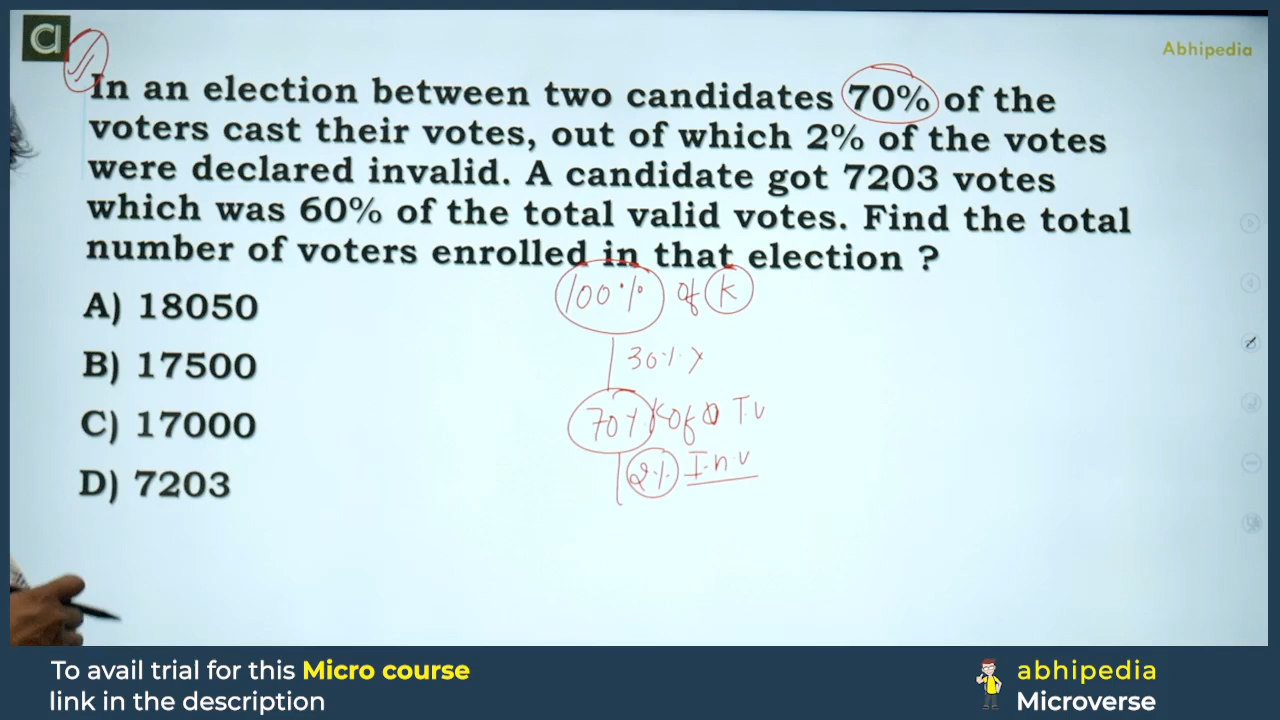 Abhipedia
In an election between two candidates 70% of the
voters cast their votes, out of which 2% of the votes
were declared invalid. A candidate got 7203 votes
which was 60% of the total valid votes. Find the total
number of voters enrolled in that election ?
A) 18050
B) 17500
C) 17000
D) 7203
100% of K
30%
of T.V
2% In.V
To avail trial for this Micro course
link in the description
abhipedia
Microverse